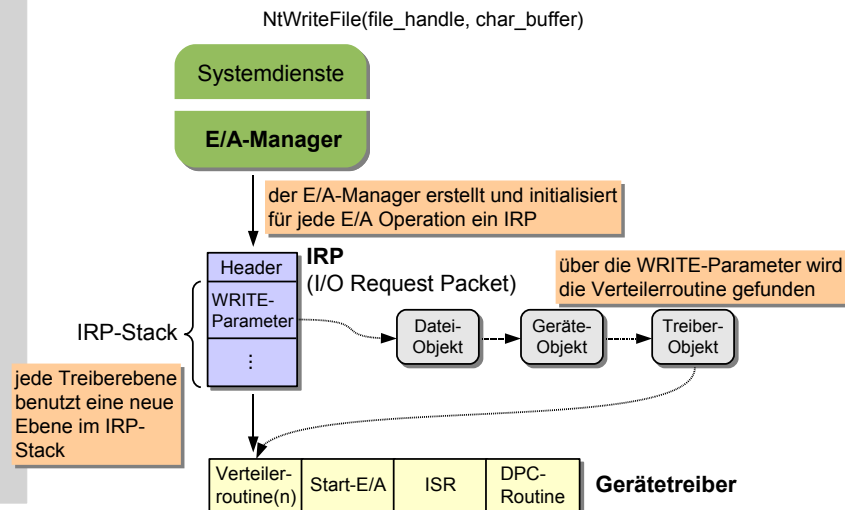 NtWriteFile(file_handle, char_buffer)
Systemdienste
E/A-Manager
der E/A-Manager erstellt und initialisiert
für jede E/A Operation ein IRP
IRP
(I/O Request Packet)
Header
WRITE-
Parameter
⋮
IRP-Stack
über die WRITE-Parameter wird
die Verteilerroutine gefunden
Datei-
Objekt
Geräte-
Objekt
Treiber-
Objekt
jede Treiberebene
benutzt eine neue
Ebene im IRP-
Stack
Verteiler-
routine(n)
Start-E/A
ISR
DPC-
Routine
Gerätetreiber